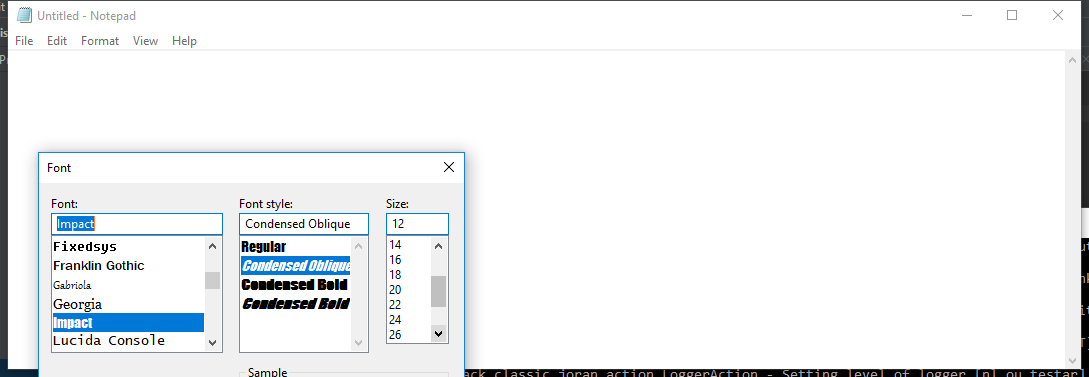 Untitled - Notepad
File Edit Format View Help
Font
Font: Font style: Size:
Impact Condensed Oblique 12
Fixedsys
Franklin Gothic
Gabriola
Georgia
Impact
Lucida Console
Regular
Condensed Oblique
Condensed Bold
Condensed Bold
14
16
18
20
22
24
26
Sample
classic.joran.action.LoggerAction - Setting level of logger [nl.ou.testar